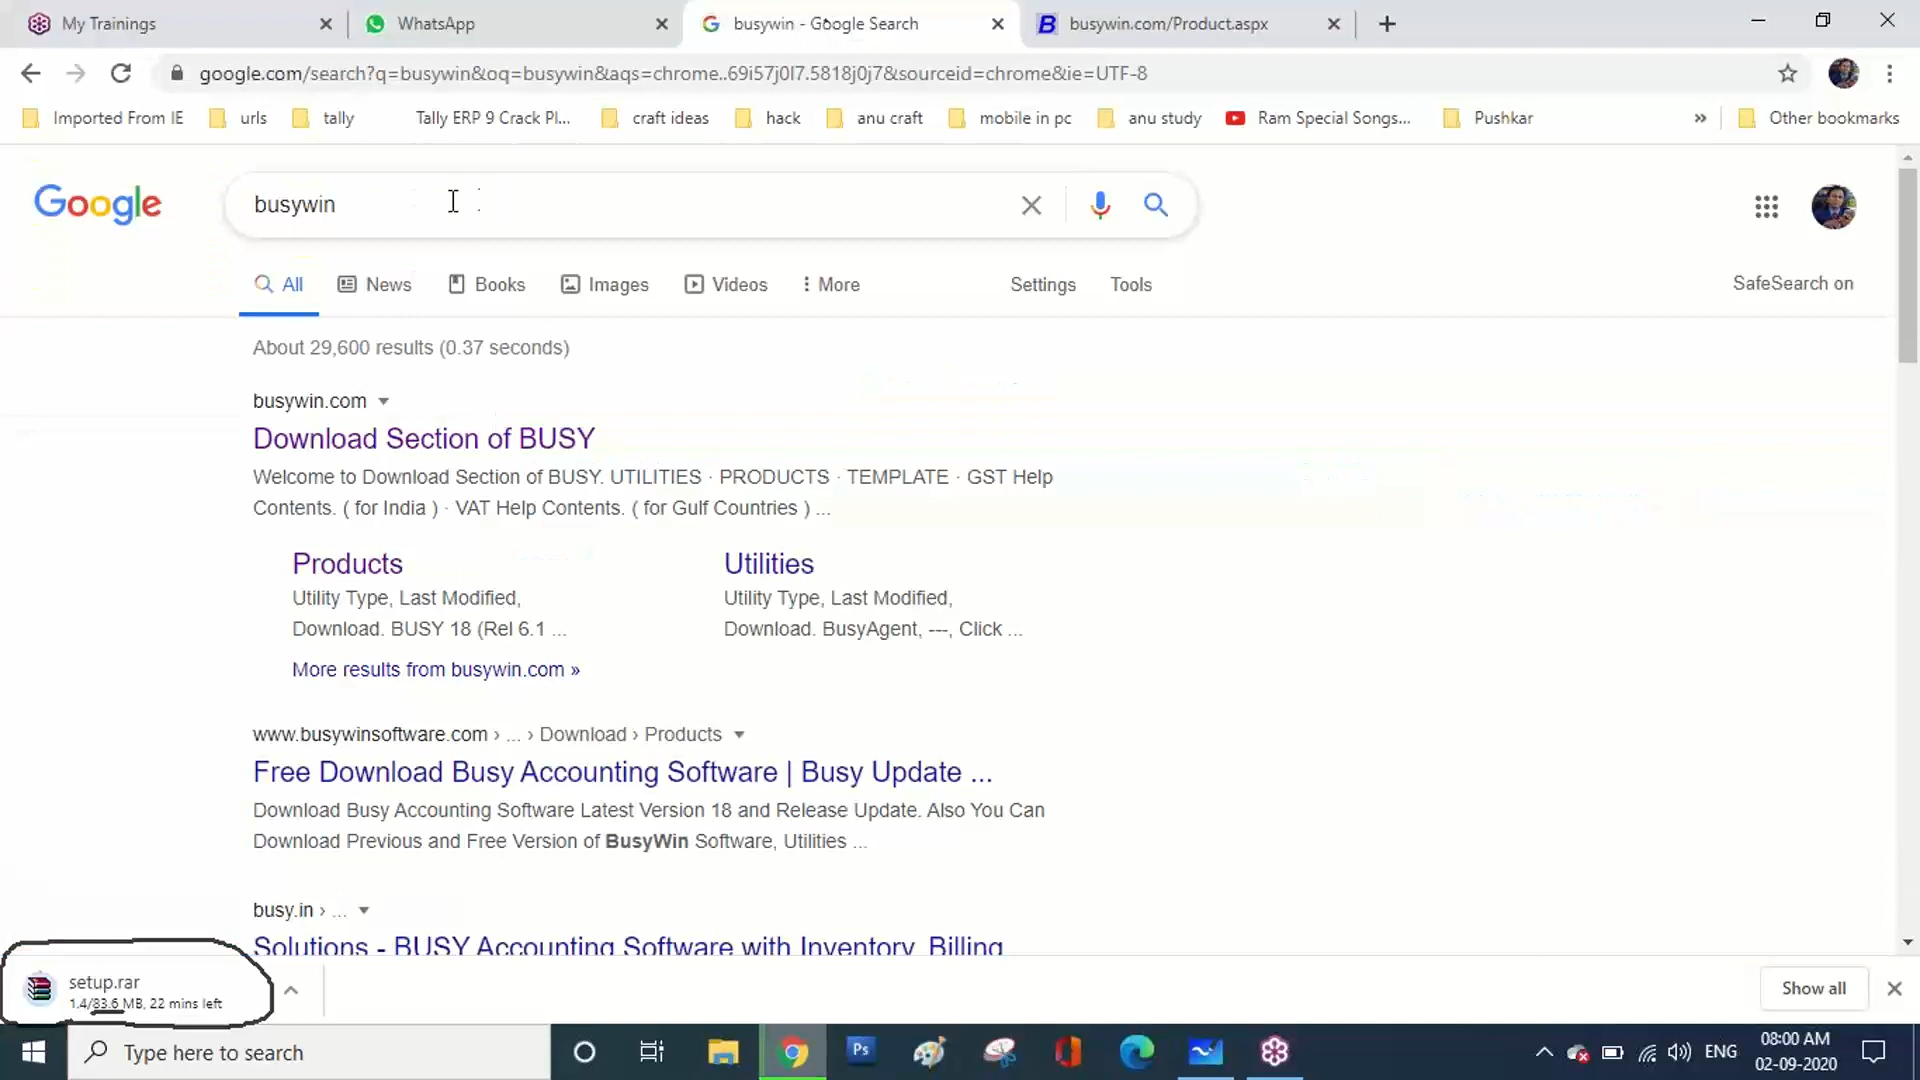 My Trainings
WhatsApp
busywin - Google Search
busywin.com/Product.aspx
google.com/search?q=busywin&oq=busywin&aqs=chrome..69i57j0l7.5818j0j7&sourceid=chrome&ie=UTF-8
Imported From IE
urls
tally
Tally ERP 9 Crack Pl...
craft ideas
hack
anu craft
mobile in pc
anu study
Ram Special Songs...
Pushkar
»
Other bookmarks
Google
busywin
All
News
Books
Images
Videos
More
Settings
Tools
SafeSearch on
About 29,600 results (0.37 seconds)
busywin.com
Download Section of BUSY
Welcome to Download Section of BUSY. UTILITIES · PRODUCTS · TEMPLATE · GST Help
Contents. ( for India ) · VAT Help Contents. ( for Gulf Countries ) ...
Products
Utility Type, Last Modified,
Download. BUSY 18 (Rel 6.1 ...
Utilities
Utility Type, Last Modified,
Download. BusyAgent, ---, Click ...
More results from busywin.com »
www.busywinsoftware.com › ... › Download › Products
Free Download Busy Accounting Software | Busy Update ...
Download Busy Accounting Software Latest Version 18 and Release Update. Also You Can
Download Previous and Free Version of BusyWin Software, Utilities ...
busy.in › ...
Solutions - BUSY Accounting Software with Inventory, Billing
setup.rar
1.4/83.6 MB, 22 mins left
Show all
Type here to search
Ps
ENG
08:00 AM
02-09-2020